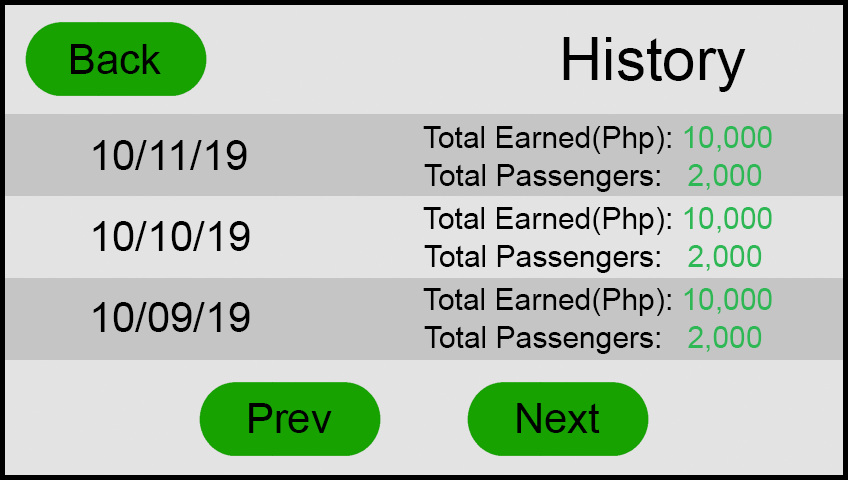 Back
History
10/11/19
Total Earned(Php): 10,000
Total Passengers: 2,000
10/10/19
Total Earned(Php): 10,000
Total Passengers: 2,000
10/09/19
Total Earned(Php): 10,000
Total Passengers: 2,000
Prev
Next